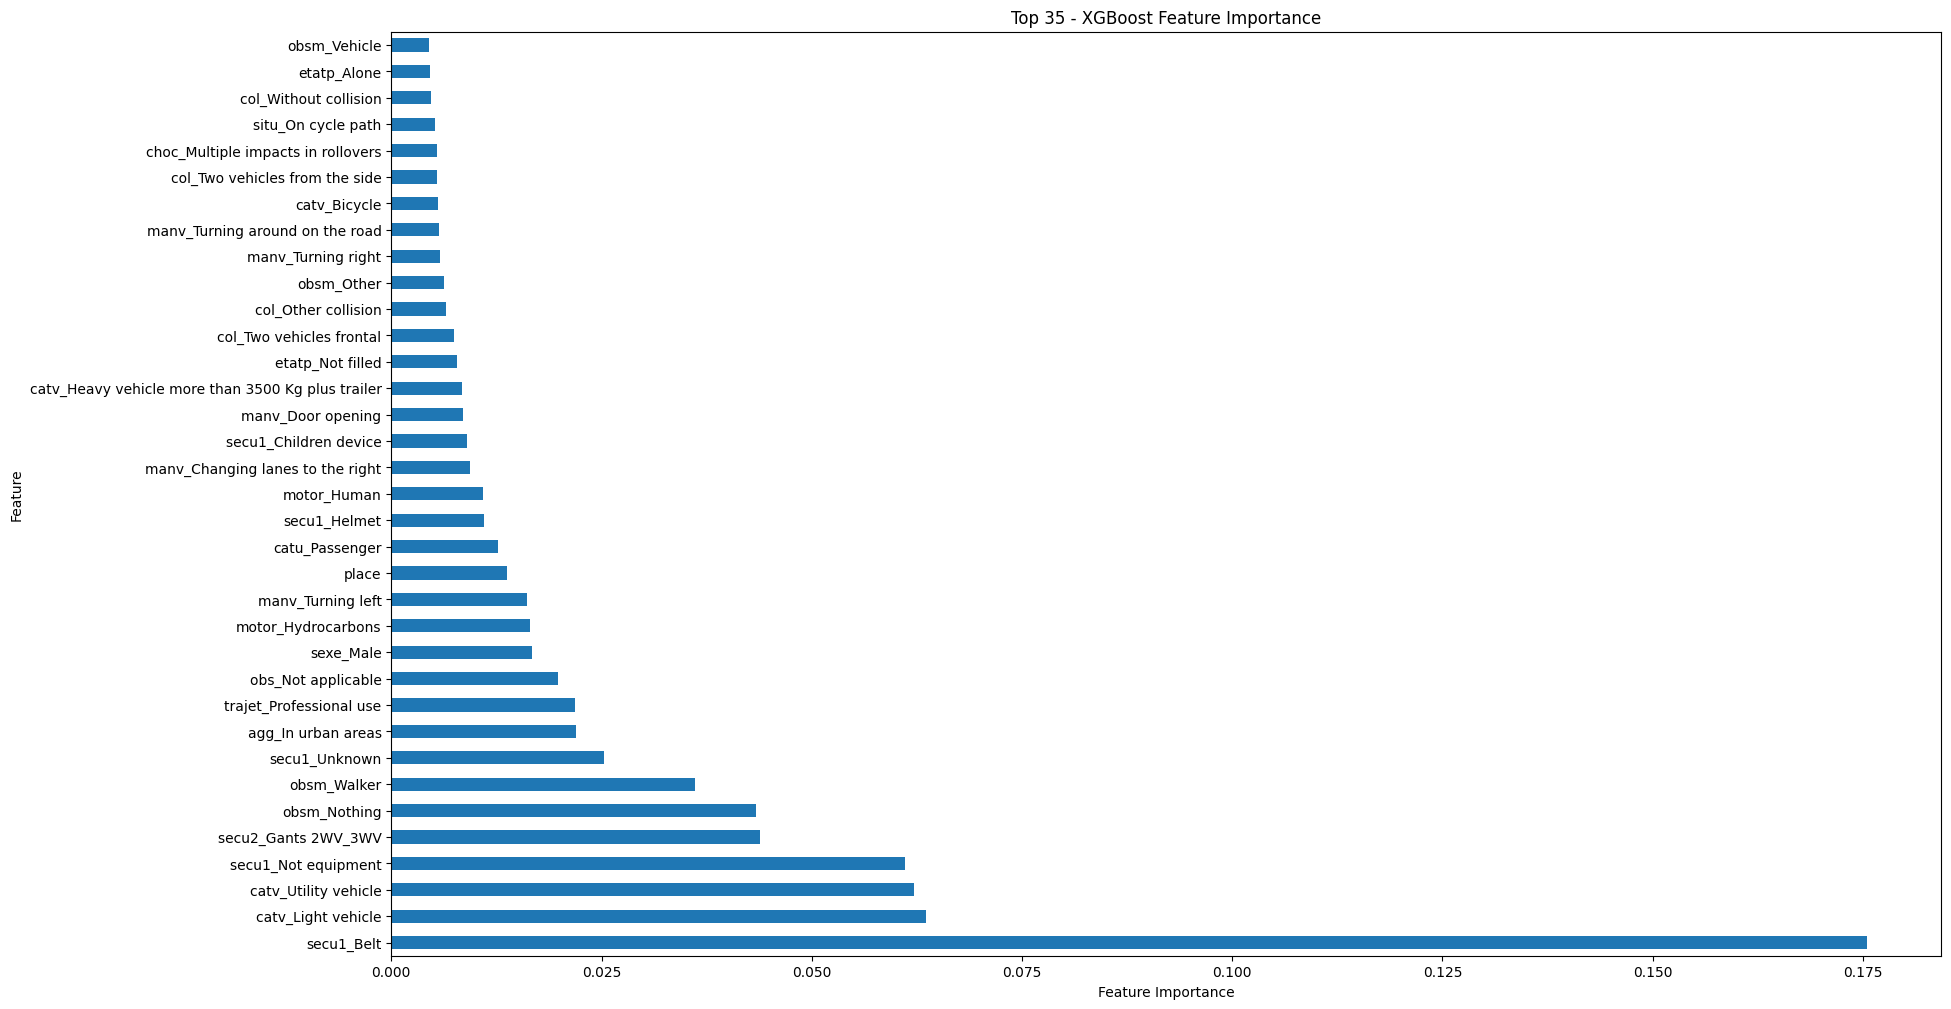 Top 35 - XGBoost Feature Importance
obsm_Vehicle
etatp_Alone
col_Without collision
situ_On cycle path
choc_Multiple impacts in rollovers
col_Two vehicles from the side
catv_Bicycle
manv_Turning around on the road
manv_Turning right
obsm_Other
col_Other collision
col_Two vehicles frontal
etatp_Not filled
catv_Heavy vehicle more than 3500 Kg plus trailer
manv_Door opening
secu1_Children device
manv_Changing lanes to the right
motor_Human
secu1_Helmet
catu_Passenger
place
manv_Turning left
motor_Hydrocarbons
sexe_Male
obs_Not applicable
trajet_Professional use
agg_In urban areas
secu1_Unknown
obsm_Walker
obsm_Nothing
secu2_Gants 2WV_3WV
secu1_Not equipment
catv_Utility vehicle
catv_Light vehicle
secu1_Belt
Feature
0.000 0.025 0.050 0.075 0.100 0.125 0.150 0.175
Feature Importance